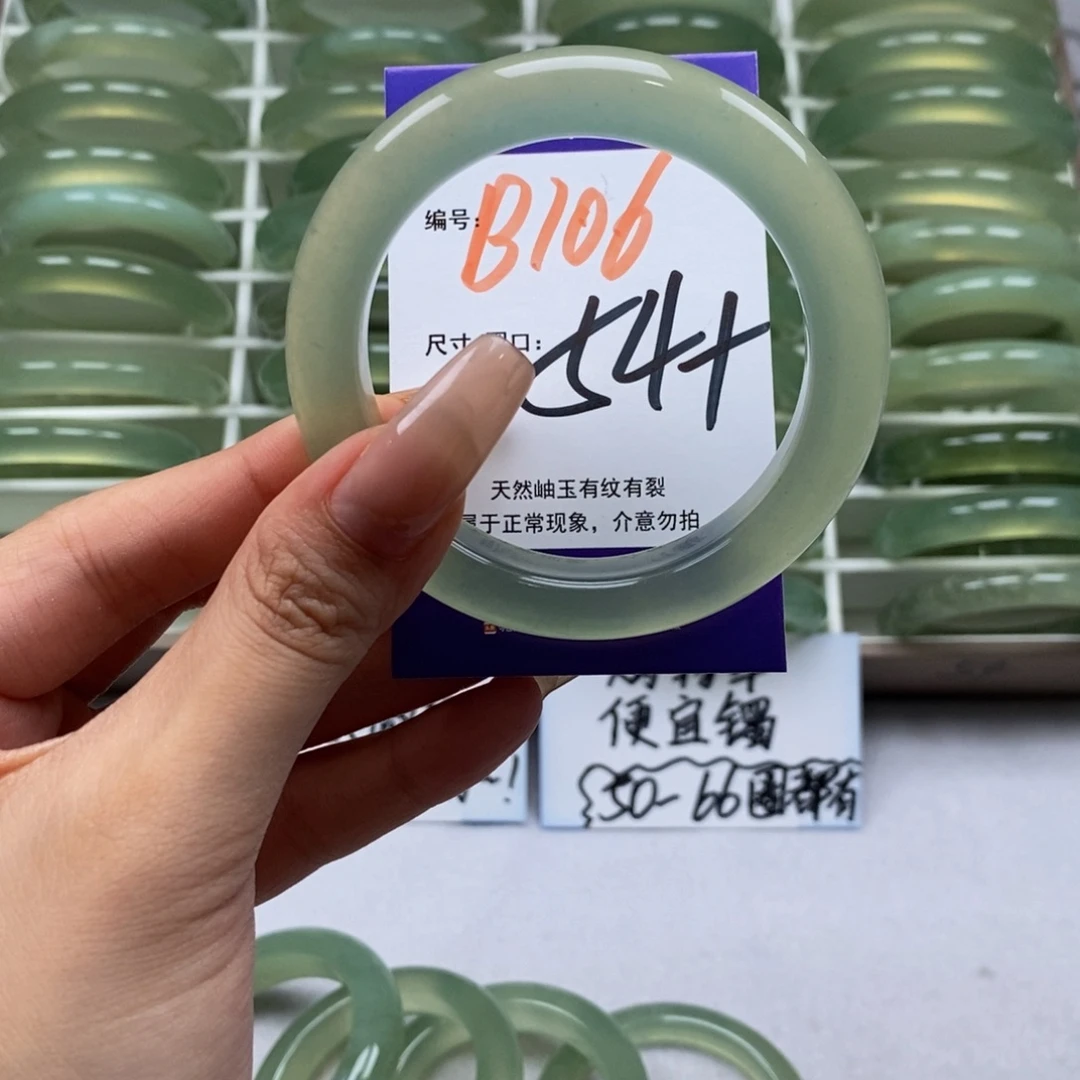 编号: B106
尺寸 圈口: 54+
天然岫玉有纹有裂
属于正常现象，介意勿拍
便宜镯
50-66圈都有